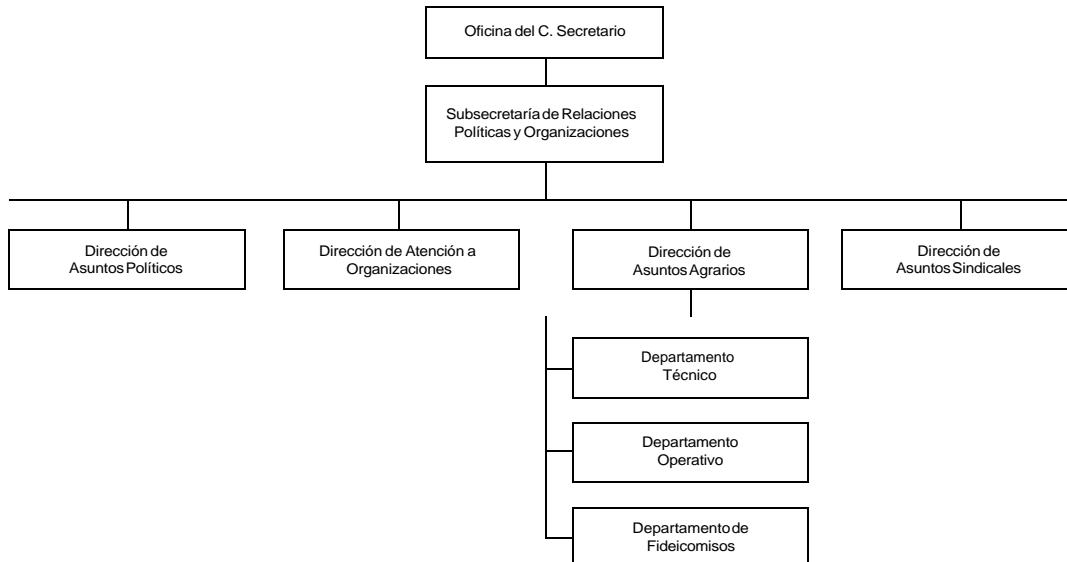 Oficina del C. Secretario
Subsecretaría de Relaciones
Políticas y Organizaciones
Dirección de
Asuntos Políticos
Dirección de Atención a
Organizaciones
Dirección de
Asuntos Agrarios
Dirección de
Asuntos Sindicales
Departamento
Técnico
Departamento
Operativo
Departamento de
Fideicomisos